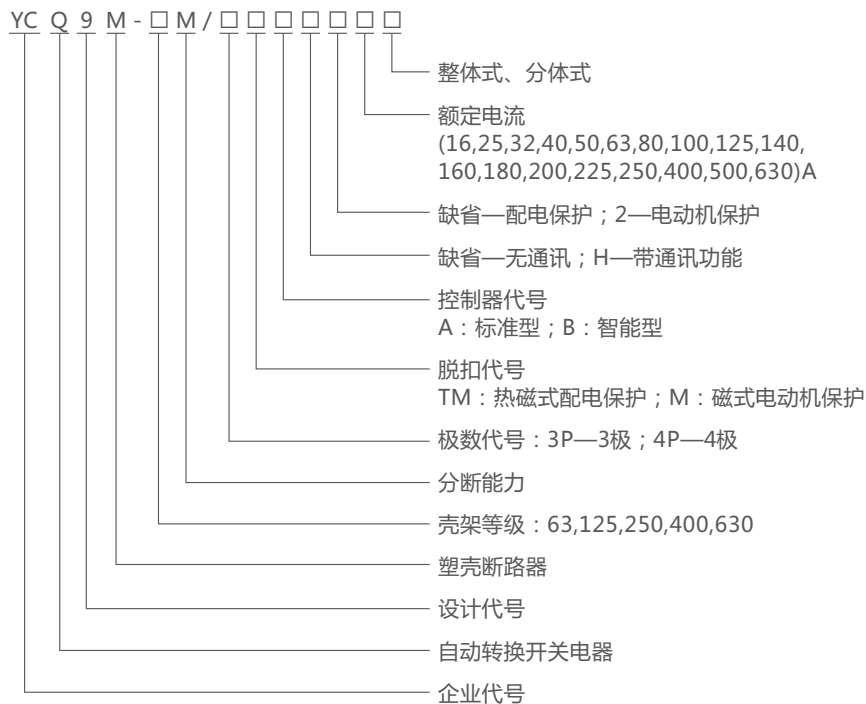 YC Q 9 M - □ M / □ □ □ □ □ □ □
整体式、分体式
额定电流
(16,25,32,40,50,63,80,100,125,140,
160,180,200,225,250,400,500,630)A
缺省—配电保护；2—电动机保护
缺省—无通讯；H—带通讯功能
控制器代号
A：标准型；B：智能型
脱扣代号
TM：热磁式配电保护；M：磁式电动机保护
极数代号：3P—3极；4P—4极
分断能力
壳架等级：63,125,250,400,630
塑壳断路器
设计代号
自动转换开关电器
企业代号